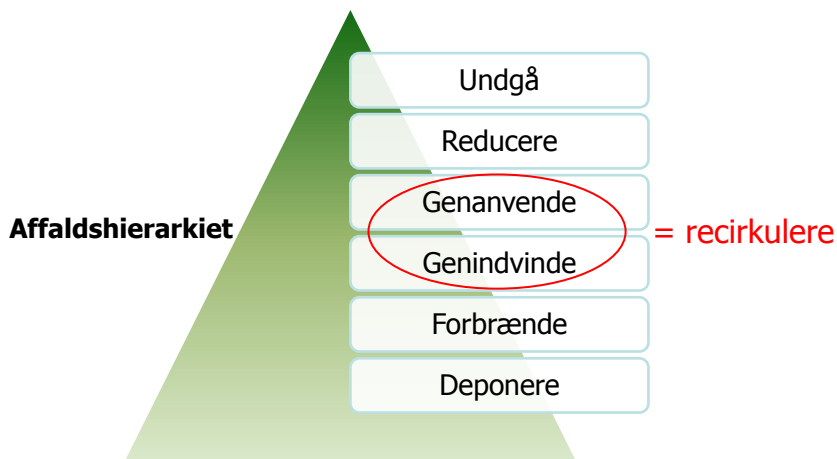 Undgå
Reducere
Genanvende
Affaldshierarkiet
= recirkulere
Genindvinde
Forbrænde
Deponere